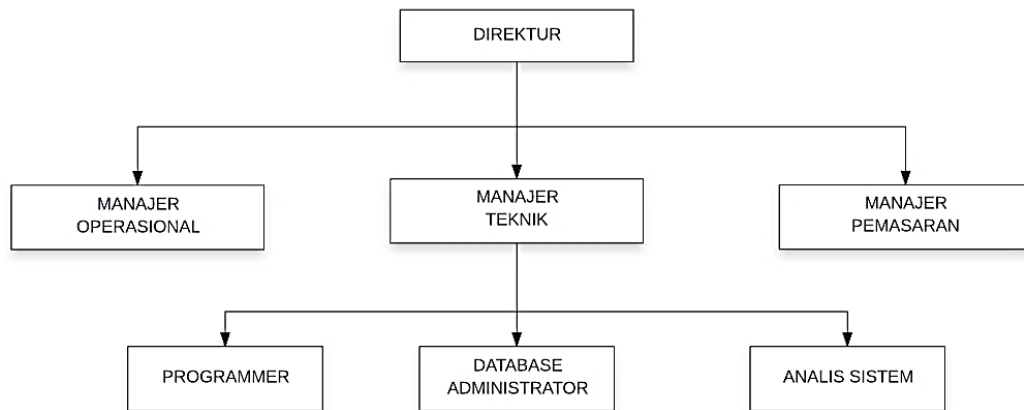 DIREKTUR
MANAJER
OPERASIONAL
MANAJER
TEKNIK
MANAJER
PEMASARAN
PROGRAMMER
DATABASE
ADMINISTRATOR
ANALIS SISTEM